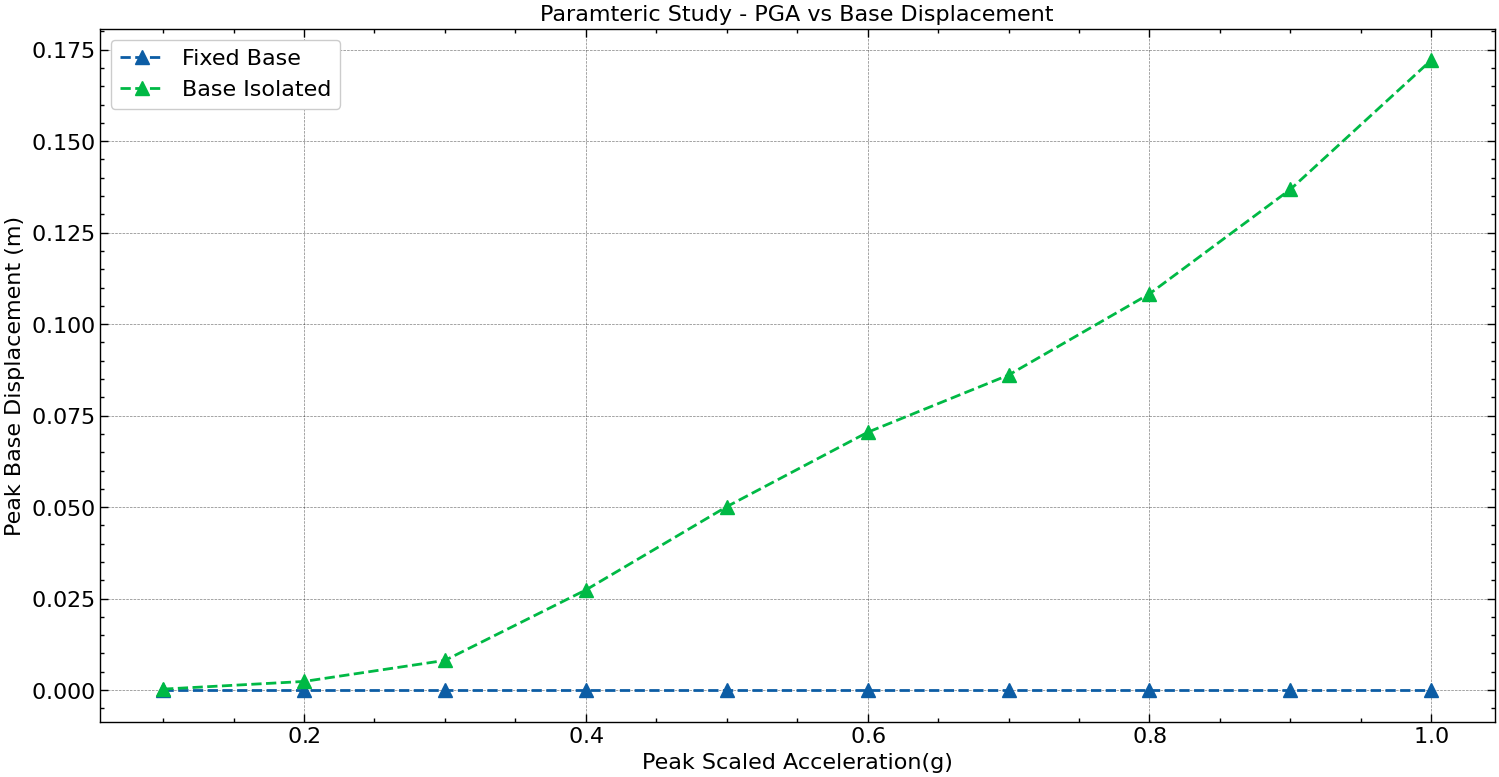 Paramteric Study - PGA vs Base Displacement
Fixed Base
Base Isolated
0.175
0.150
0.125
0.100
0.075
0.050
0.025
0.000
Peak Base Displacement (m)
0.2 0.4 0.6 0.8 1.0
Peak Scaled Acceleration(g)